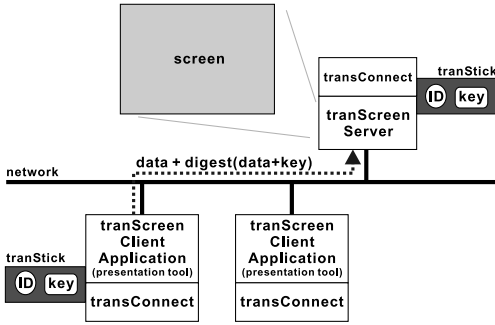 screen
transConnect
tranStick
ID key
tranScreen
Server
data + digest(data+key)
network
tranScreen
Client
Application
(presentation tool)
transConnect
tranStick
ID key
tranScreen
Client
Application
(presentation tool)
transConnect